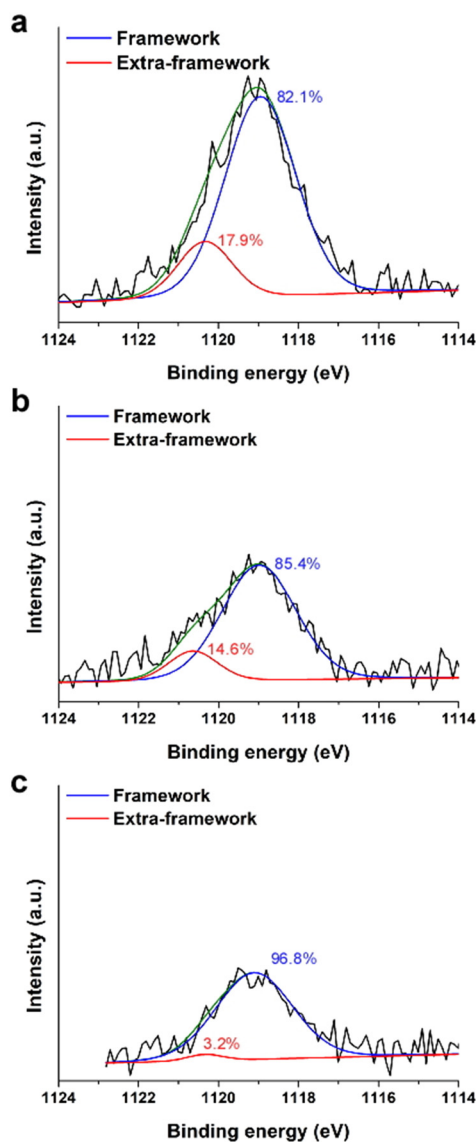 a
Framework
Extra-framework
82.1%
17.9%
Intensity (a.u.)
1124 1122 1120 1118 1116 1114
Binding energy (eV)
b
Framework
Extra-framework
85.4%
14.6%
Intensity (a.u.)
1124 1122 1120 1118 1116 1114
Binding energy (eV)
c
Framework
Extra-framework
96.8%
3.2%
Intensity (a.u.)
1124 1122 1120 1118 1116 1114
Binding energy (eV)